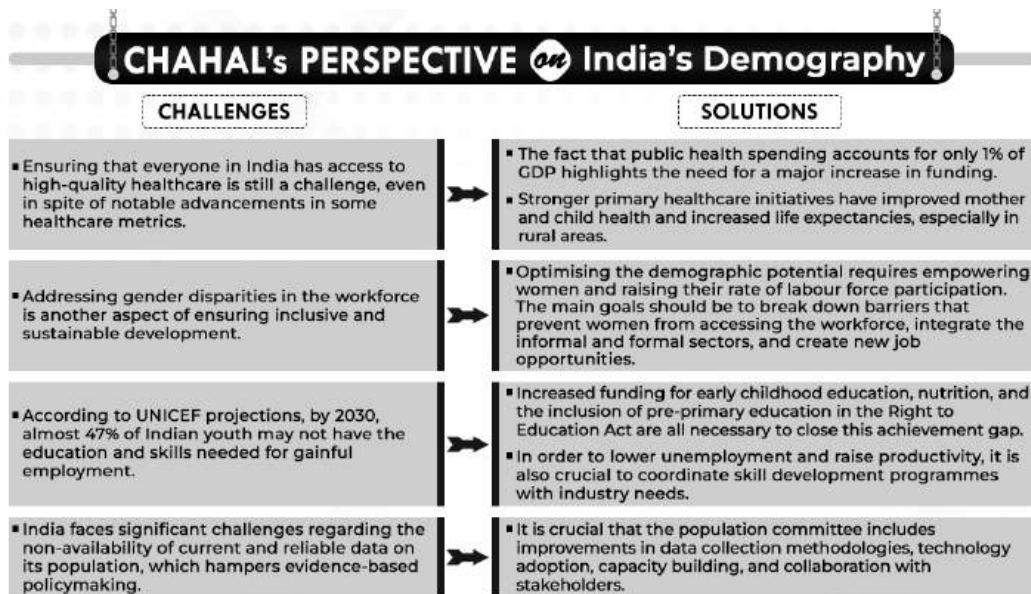 CHAHAL's PERSPECTIVE on India's Demography
CHALLENGES
SOLUTIONS
▪ Ensuring that everyone in India has access to
high-quality healthcare is still a challenge, even
in spite of notable advancements in some
healthcare metrics.
▪ The fact that public health spending accounts for only 1% of
GDP highlights the need for a major increase in funding.
▪ Stronger primary healthcare initiatives have improved mother
and child health and increased life expectancies, especially in
rural areas.
▪ Addressing gender disparities in the workforce
is another aspect of ensuring inclusive and
sustainable development.
▪ Optimising the demographic potential requires empowering
women and raising their rate of labour force participation.
The main goals should be to break down barriers that
prevent women from accessing the workforce, integrate the
informal and formal sectors, and create new job
opportunities.
▪ According to UNICEF projections, by 2030,
almost 47% of Indian youth may not have the
education and skills needed for gainful
employment.
▪ Increased funding for early childhood education, nutrition, and
the inclusion of pre-primary education in the Right to
Education Act are all necessary to close this achievement gap.
▪ In order to lower unemployment and raise productivity, it is
also crucial to coordinate skill development programmes
with industry needs.
▪ India faces significant challenges regarding the
non-availability of current and reliable data on
its population, which hampers evidence-based
policymaking.
▪ It is crucial that the population committee includes
improvements in data collection methodologies, technology
adoption, capacity building, and collaboration with
stakeholders.